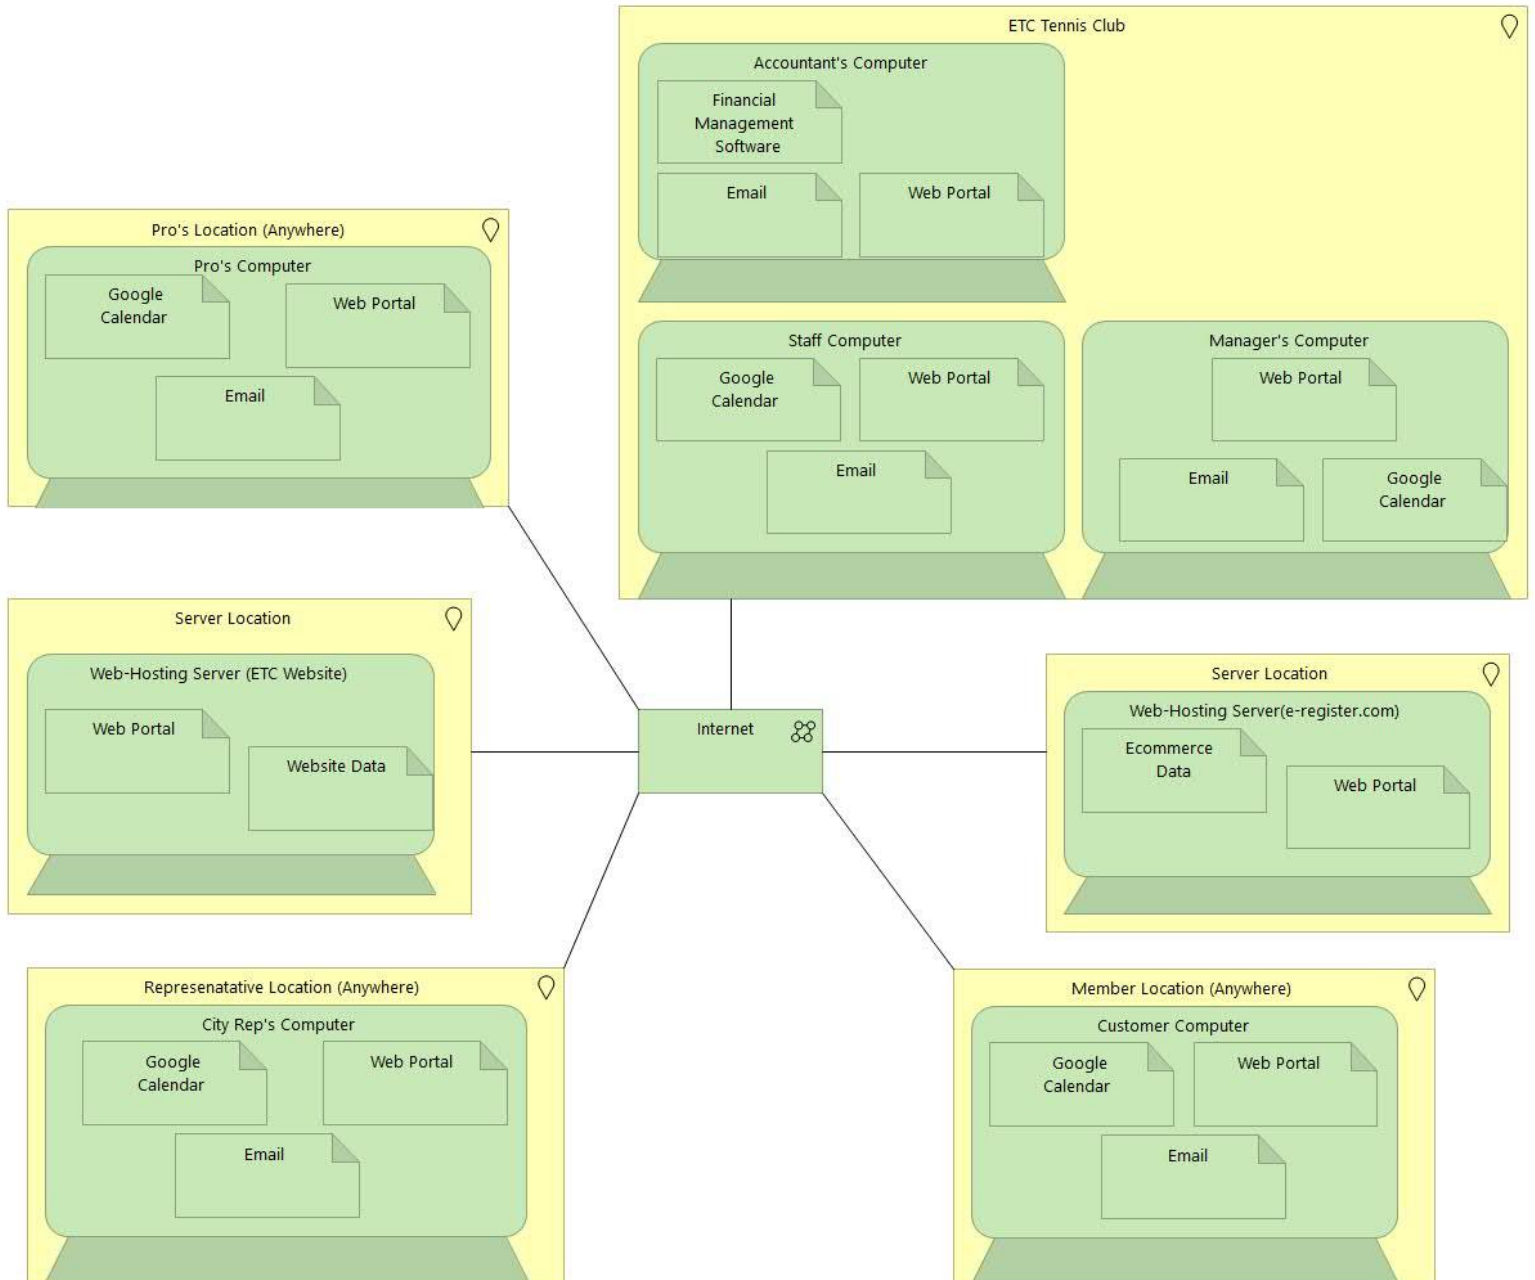 ETC Tennis Club
Accountant's Computer
Financial
Management
Software
Email
Web Portal
Pro's Location (Anywhere)
Pro's Computer
Google
Calendar
Web Portal
Email
Staff Computer
Google
Calendar
Web Portal
Email
Manager's Computer
Web Portal
Email
Google
Calendar
Server Location
Web-Hosting Server (ETC Website)
Web Portal
Website Data
Internet
Server Location
Web-Hosting Server(e-register.com)
Ecommerce
Data
Web Portal
Represenatative Location (Anywhere)
City Rep's Computer
Google
Calendar
Web Portal
Email
Member Location (Anywhere)
Customer Computer
Google
Calendar
Web Portal
Email